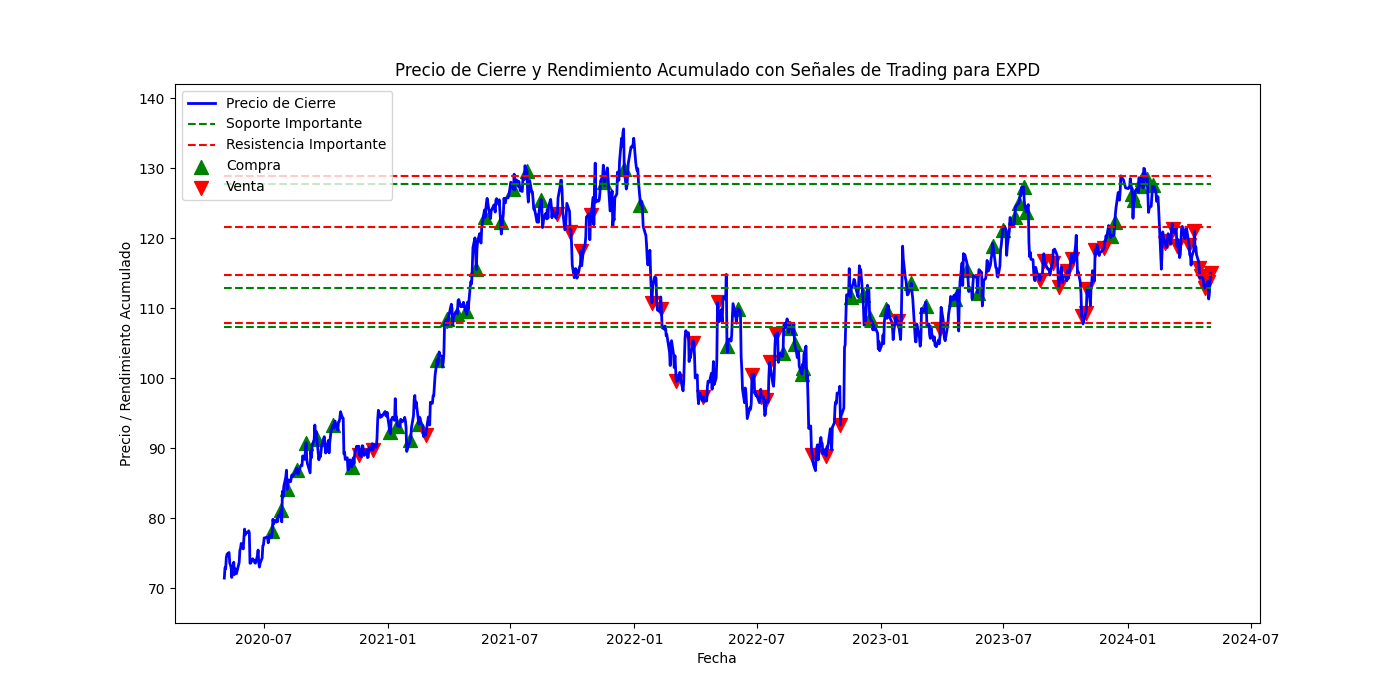 Precio de Cierre y Rendimiento Acumulado con Señales de Trading para EXPD
Precio de Cierre
Soporte Importante
Resistencia Importante
Compra
Venta
Precio / Rendimiento Acumulado
140
130
120
110
100
90
80
70
2020-07
2021-01
2021-07
2022-01
2022-07
2023-01
2023-07
2024-01
2024-07
Fecha